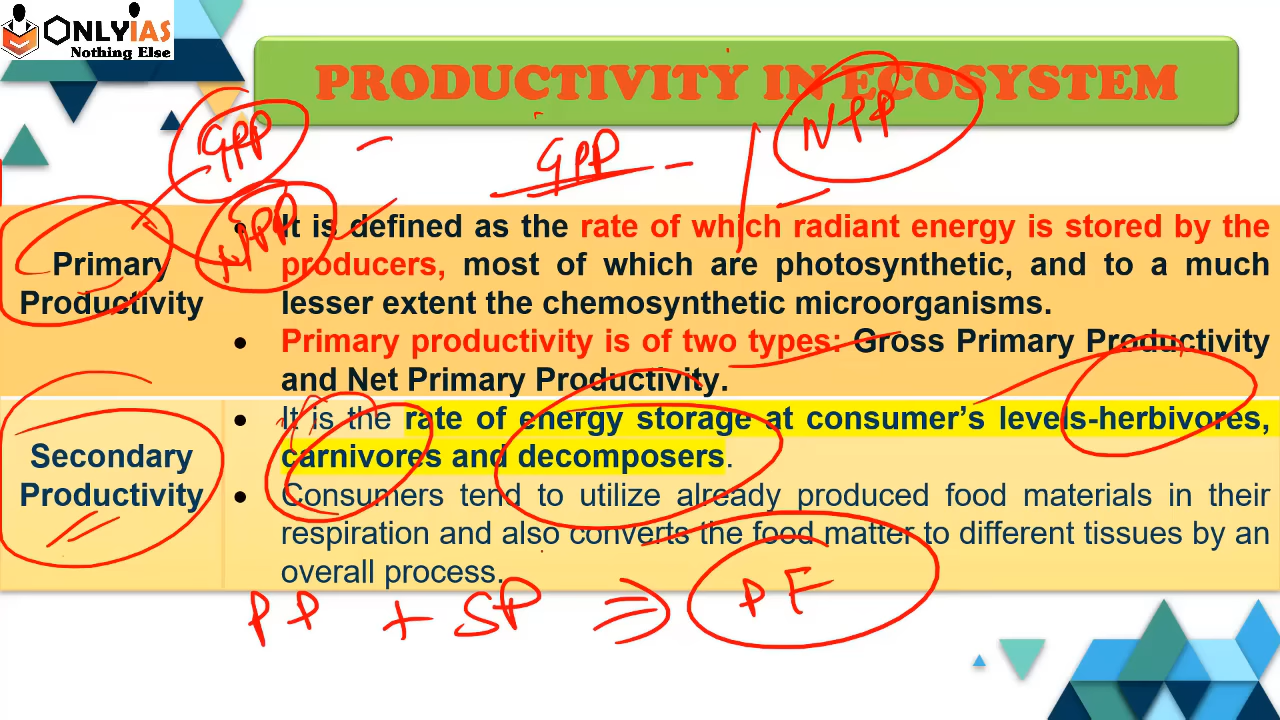 ONLYIAS
Nothing Else
PRODUCTIVITY IN ECOSYSTEM
GPP
GPP
NPP
NPP
Primary
Productivity
• It is defined as the rate of which radiant energy is stored by the
producers, most of which are photosynthetic, and to a much
lesser extent the chemosynthetic microorganisms.
• Primary productivity is of two types: Gross Primary Productivity
and Net Primary Productivity.
Secondary
Productivity
• It is the rate of energy storage at consumer's levels-herbivores,
carnivores and decomposers.
• Consumers tend to utilize already produced food materials in their
respiration and also converts the food matter to different tissues by an
overall process.
PP + SP ⇒ PF